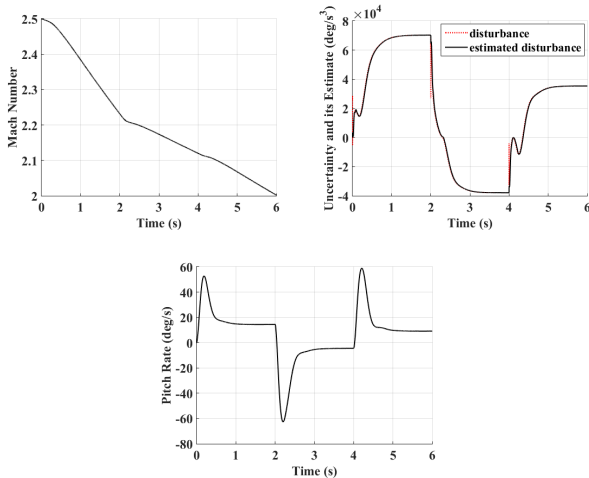 2.5
2.4
2.3
2.2
2.1
2
Mach Number
0 1 2 3 4 5 6
Time (s)
×10⁴
8
6
4
2
0
-2
-4
Uncertainty and its Estimate (deg/s³)
disturbance
estimated disturbance
0 1 2 3 4 5 6
Time (s)
60
40
20
0
-20
-40
-60
-80
Pitch Rate (deg/s)
0 1 2 3 4 5 6
Time (s)